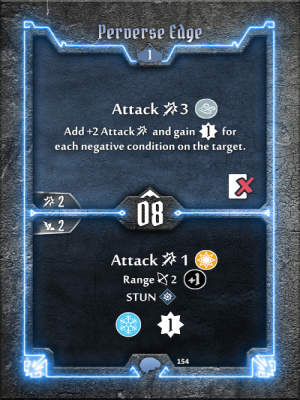 Perverse Edge
1
Attack 3
Add +2 Attack and gain 1 for
each negative condition on the target.
2
08
2
Attack 1
Range 2 +1
STUN
1
154